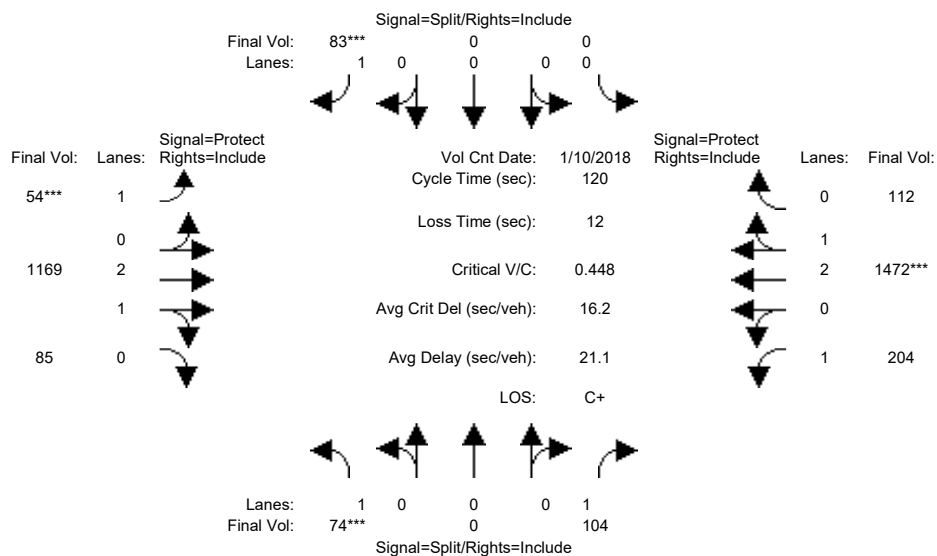 Signal=Split/Rights=Include
Final Vol: 83*** 0 0
Lanes: 1 0 0 0 0
Signal=Protect
Final Vol: Lanes: Rights=Include
Vol Cnt Date: 1/10/2018
Signal=Protect
Rights=Include Lanes: Final Vol:
Cycle Time (sec): 120
54*** 1 0 112
Loss Time (sec): 12
0 1
1169 2 Critical V/C: 0.448 2 1472***
1 Avg Crit Del (sec/veh): 16.2 0
85 0 Avg Delay (sec/veh): 21.1 1 204
LOS: C+
Lanes: 1 0 0 0 1
Final Vol: 74*** 0 104
Signal=Split/Rights=Include